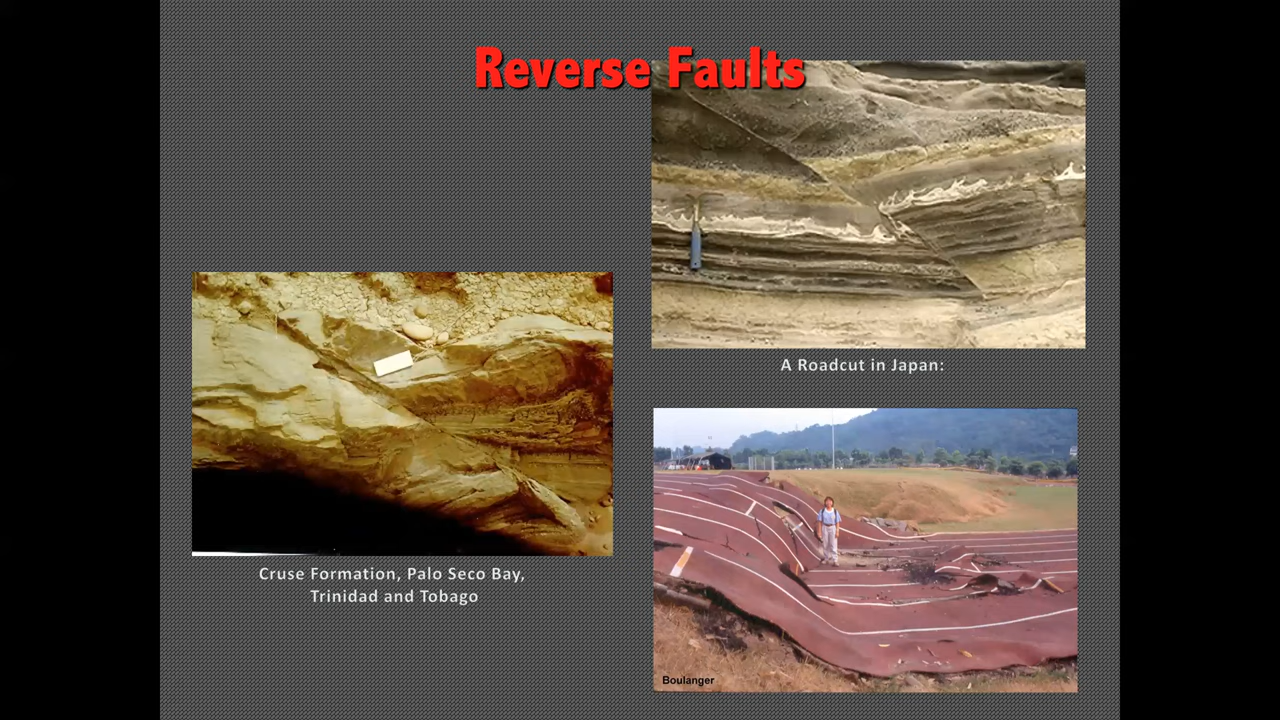 Reverse Faults
A Roadcut in Japan:
Cruse Formation, Palo Seco Bay,
Trinidad and Tobago
Boulanger